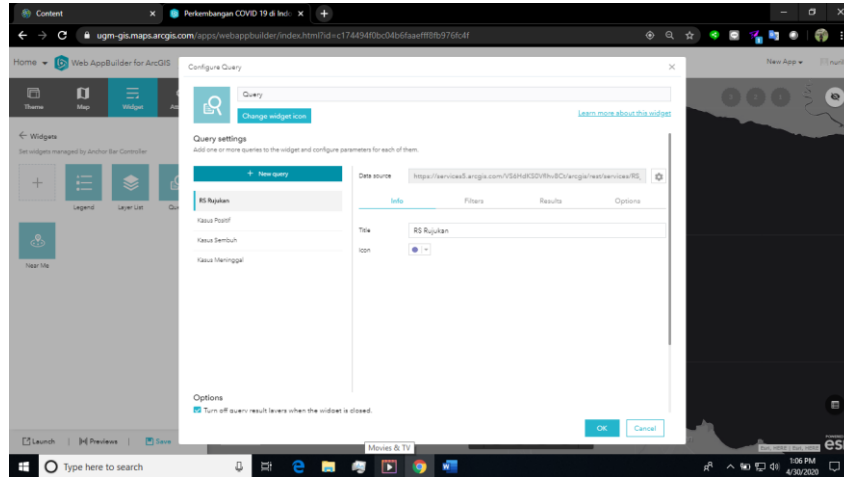 Content
Perkembangan COVID 19 di Indo
ugm-gis.maps.arcgis.com/apps/webappbuilder/index.html?id=c174494f0bc04b6faaefff8fb976fc4f
Home
Web AppBuilder for ArcGIS
New App
Theme
Map
Widget
Widgets
Set widgets managed by Anchor Bar Controller
Legend
Layer List
Near Me
Configure Query
Query
Change widget icon
Learn more about this widget
Query settings
Add one or more queries to the widget and configure parameters for each of them.
+ New query
RS Rujukan
Kasus Positif
Kasus Sembuh
Kasus Meninggal
Data source
Info
Filters
Results
Options
Title
RS Rujukan
Icon
Options
Turn off query result layers when the widget is closed.
OK
Cancel
Launch
Previews
Save
Movies & TV
Esri, HERE | Esri, HERE
Type here to search
1:06 PM
4/30/2020